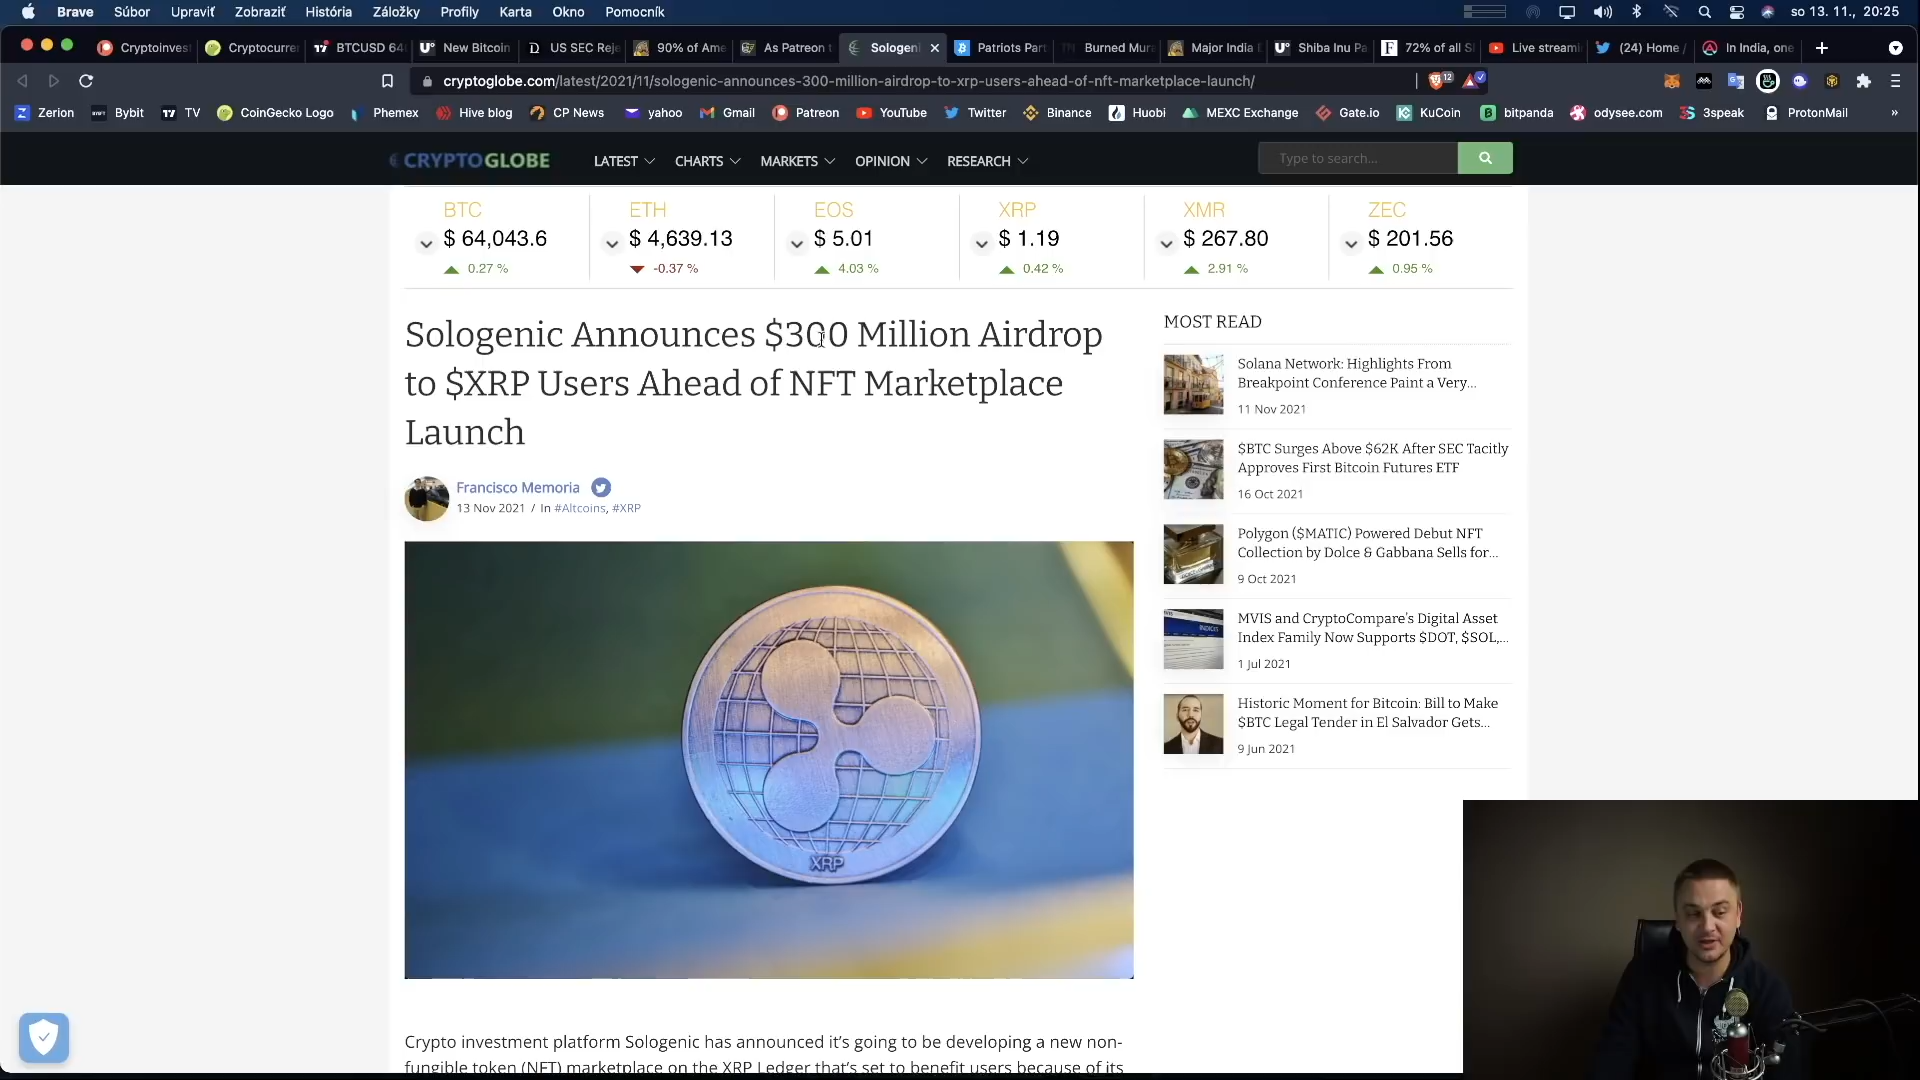 Brave Súbor Upraviť Zobraziť História Záložky Profily Karta Okno Pomocník so 13. 11., 20:25
Cryptoinves Cryptocurre BTCUSD 64 New Bitcoin US SEC Reje 90% of Ame As Patreon t Sologeni Patriots Part Burned Mur Major India Shiba Inu Pa 72% of all S Live streami (24) Home / In India, one
cryptoglobe.com/latest/2021/11/sologenic-announces-300-million-airdrop-to-xrp-users-ahead-of-nft-marketplace-launch/ 12
Zerion Bybit TV CoinGecko Logo Phemex Hive blog CP News yahoo Gmail Patreon YouTube Twitter Binance Huobi MEXC Exchange Gate.io KuCoin bitpanda odysee.com 3speak ProtonMail »
CRYPTOGLOBE LATEST CHARTS MARKETS OPINION RESEARCH Type to search...
BTC ETH EOS XRP XMR ZEC
$ 64,043.6 $ 4,639.13 $ 5.01 $ 1.19 $ 267.80 $ 201.56
0.27 % -0.37 % 4.03 % 0.42 % 2.91 % 0.95 %
Sologenic Announces $300 Million Airdrop
to $XRP Users Ahead of NFT Marketplace
Launch
Francisco Memoria
13 Nov 2021 / In #Altcoins, #XRP
XRP
Crypto investment platform Sologenic has announced it's going to be developing a new non-
fungible token (NFT) marketplace on the XRP Ledger that's set to benefit users because of its
MOST READ
Solana Network: Highlights From
Breakpoint Conference Paint a Very...
11 Nov 2021
$BTC Surges Above $62K After SEC Tacitly
Approves First Bitcoin Futures ETF
16 Oct 2021
Polygon ($MATIC) Powered Debut NFT
Collection by Dolce & Gabbana Sells for...
9 Oct 2021
MVIS and CryptoCompare's Digital Asset
Index Family Now Supports $DOT, $SOL,...
1 Jul 2021
Historic Moment for Bitcoin: Bill to Make
$BTC Legal Tender in El Salvador Gets...
9 Jun 2021